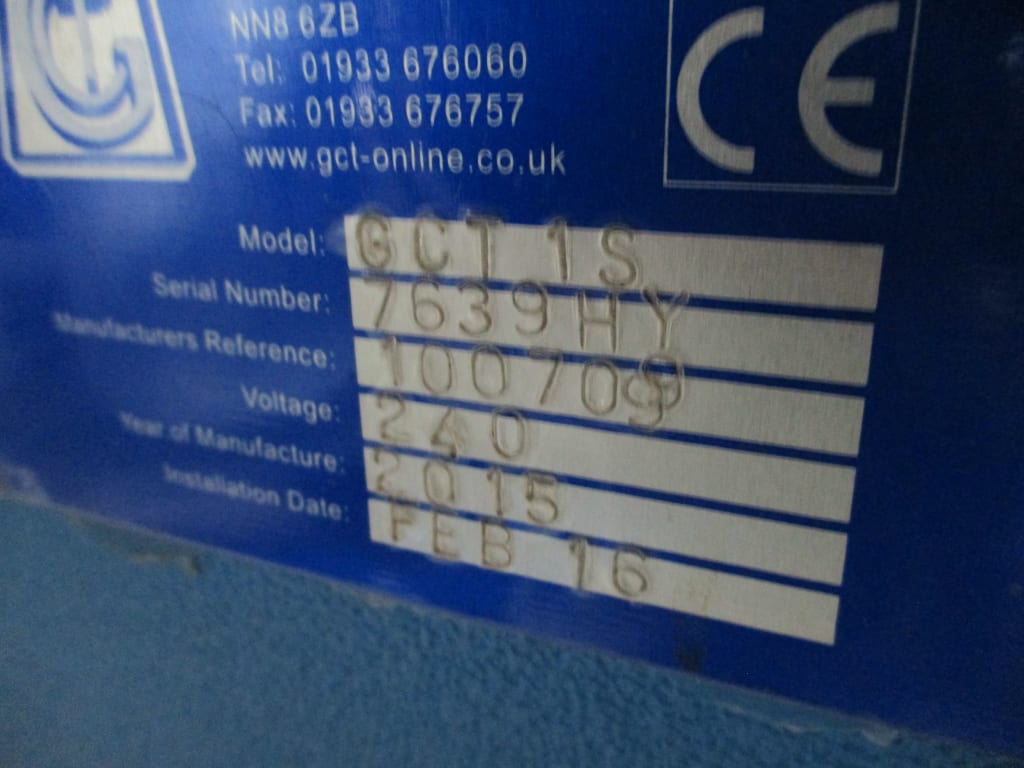 NN8 6ZB
Tel: 01933 676060
Fax: 01933 676757
www.gct-online.co.uk
CE
Model: GCT 1S
Serial Number: 7639HY
Manufacturers Reference: 100709
Voltage: 240
Year of Manufacture: 2015
Installation Date: FEB 16